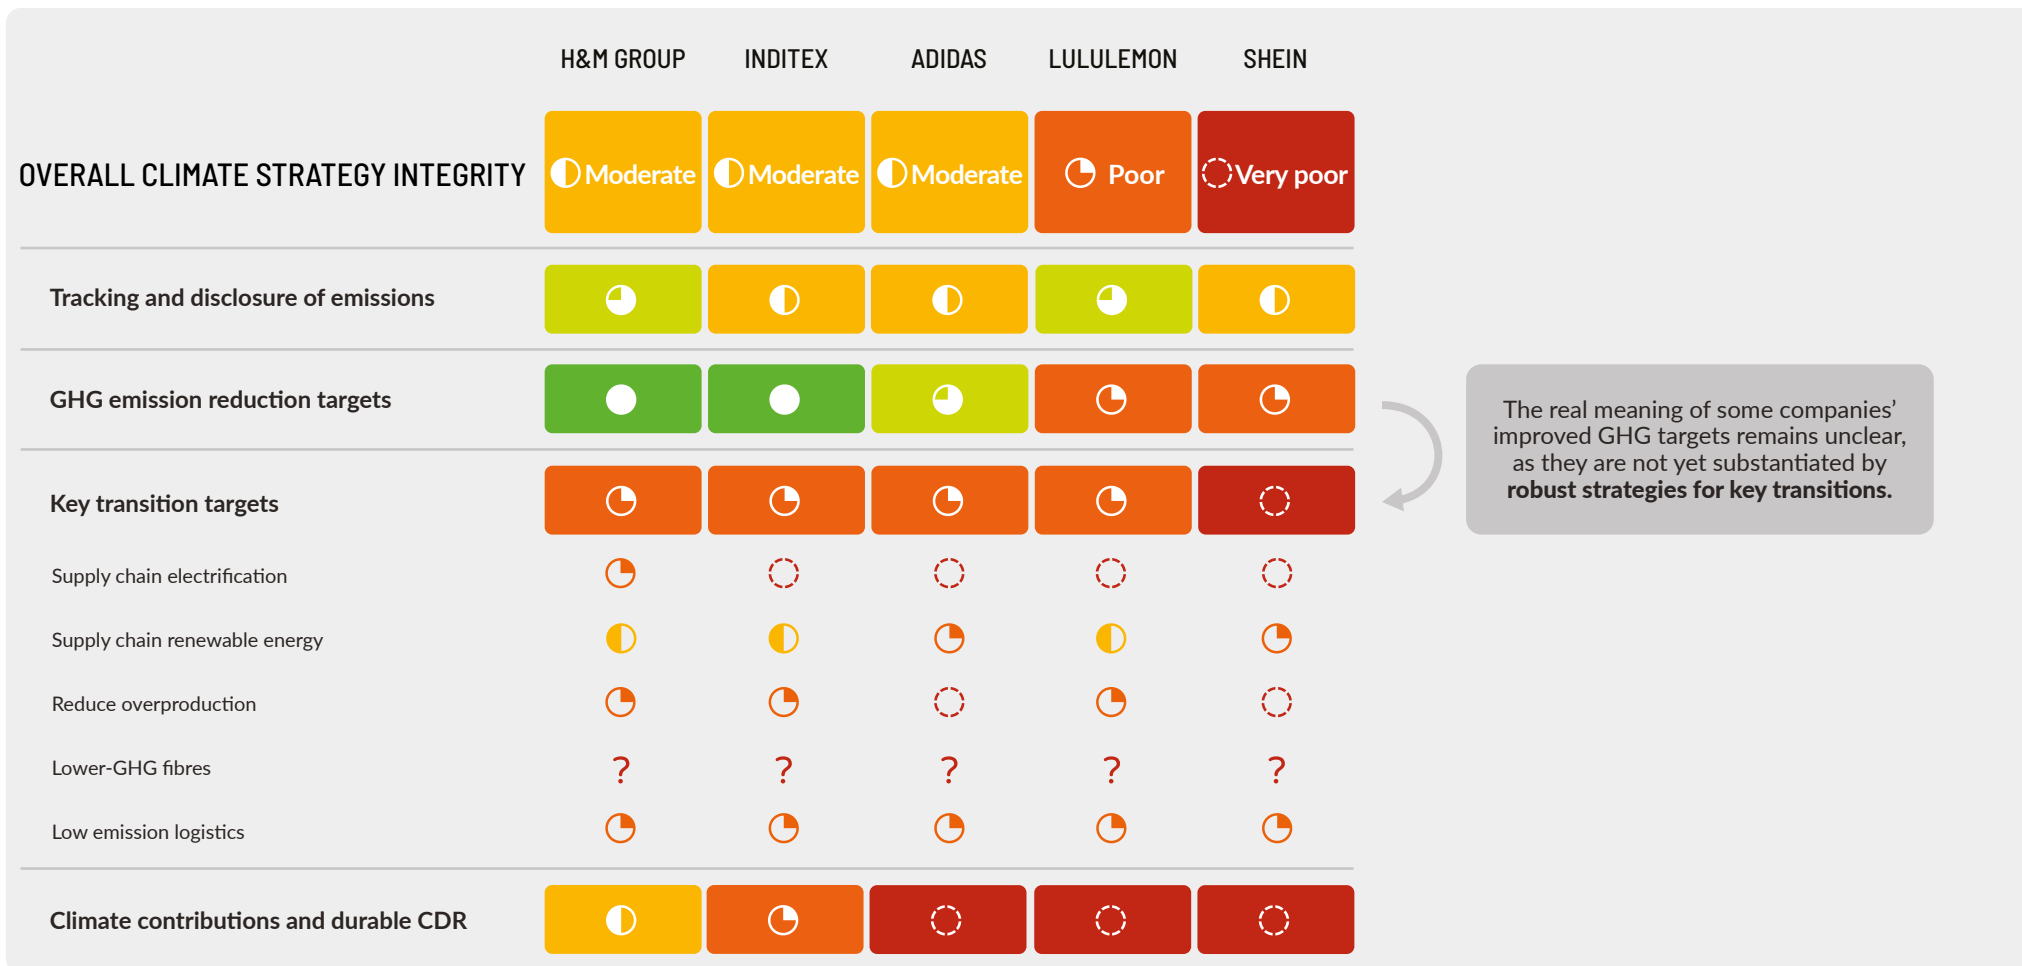 H&M GROUP INDITEX ADIDAS LULULEMON SHEIN
OVERALL CLIMATE STRATEGY INTEGRITY Moderate Moderate Moderate Poor Very poor
Tracking and disclosure of emissions
GHG emission reduction targets
The real meaning of some companies’
improved GHG targets remains unclear,
as they are not yet substantiated by
robust strategies for key transitions.
Key transition targets
Supply chain electrification
Supply chain renewable energy
Reduce overproduction
Lower-GHG fibres ? ? ? ? ?
Low emission logistics
Climate contributions and durable CDR